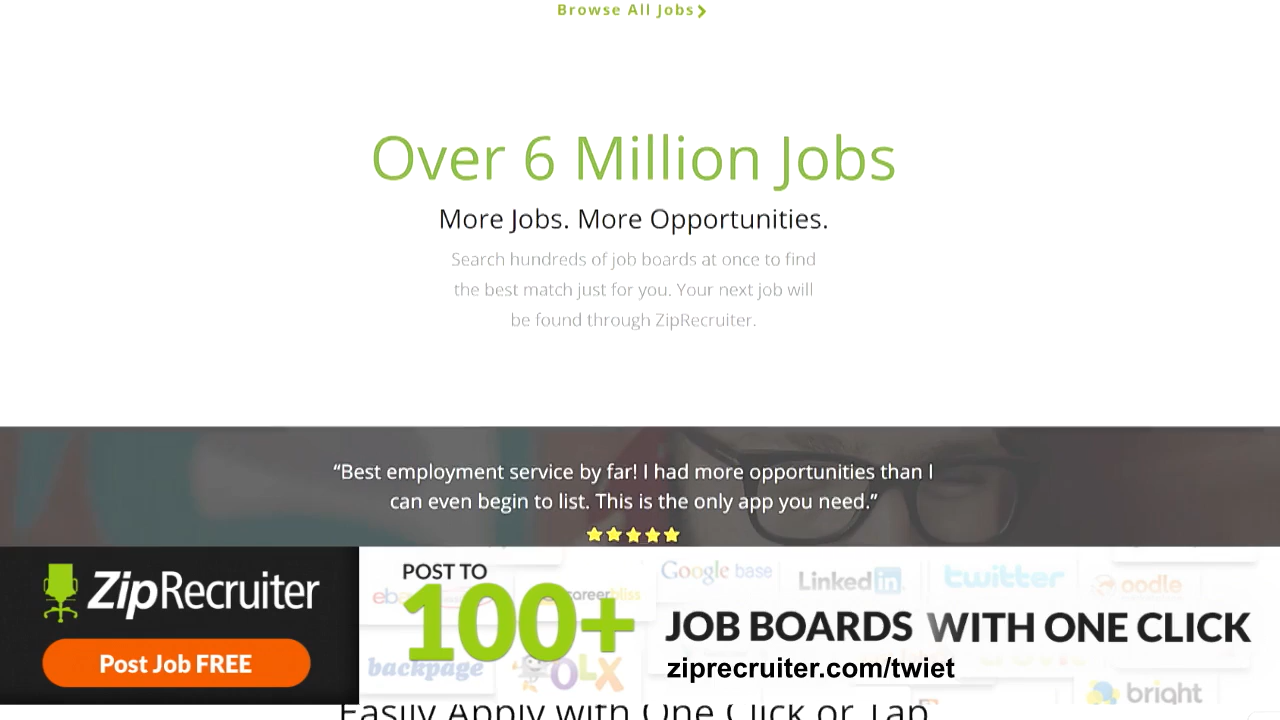 Browse All Jobs
Over 6 Million Jobs
More Jobs. More Opportunities.
Search hundreds of job boards at once to find
the best match just for you. Your next job will
be found through ZipRecruiter.
“Best employment service by far! I had more opportunities than I
can even begin to list. This is the only app you need.”
ZipRecruiter
Post Job FREE
POST TO
100+
JOB BOARDS WITH ONE CLICK
ziprecruiter.com/twiet
Google base
LinkedIn
twitter
oodle
careerbliss
backpage
OLX
bright
Easily Apply with One Click or Tap